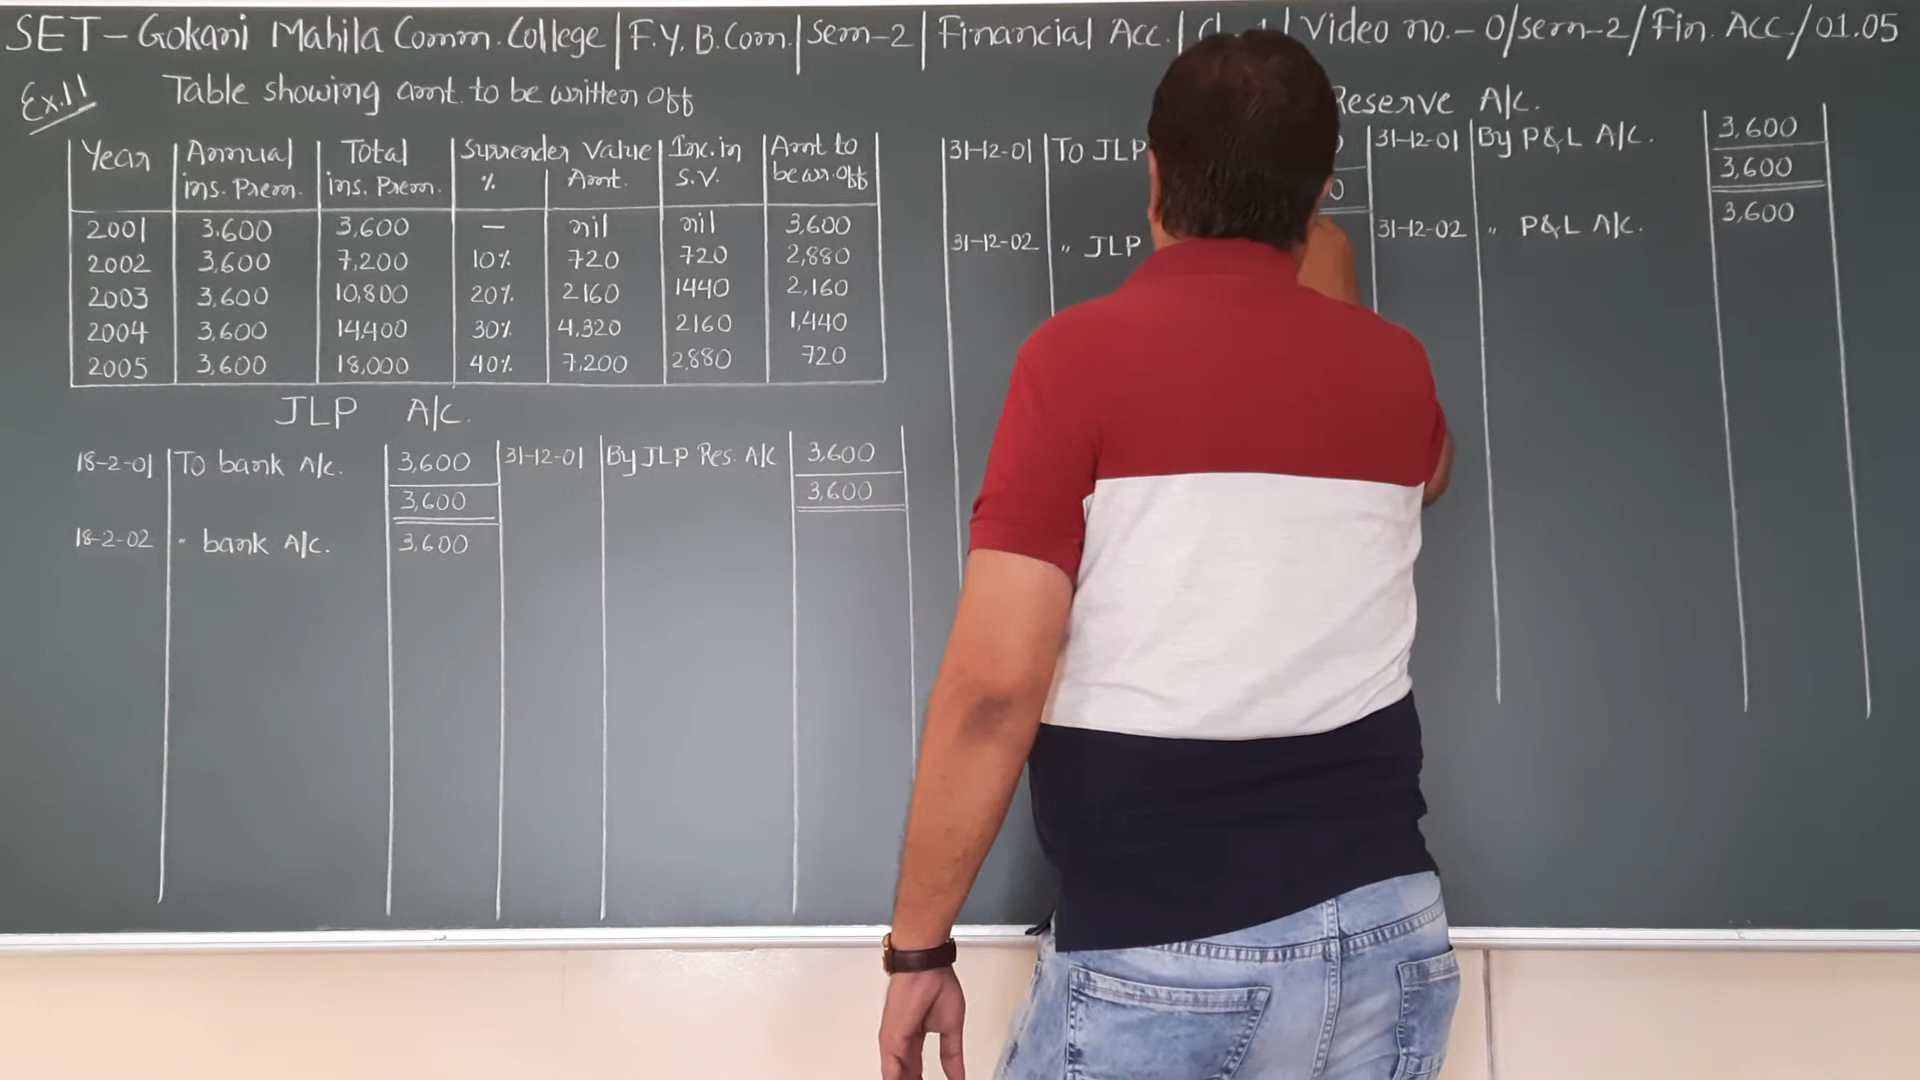 SET-Gokani Mahila Comm. College | F.Y. B.Com. | Sem-2 | Financial Acc. | Video no.- 0/sem-2/Fin. Acc./01.05
Ex.11 Table showing amt. to be written off
Year | Annual ins. Prem. | Total ins. Prem. | Surrender Value % | Amt. | Inc. in S.V. | Amt to be wr. off
2001 | 3,600 | 3,600 | — | nil | nil | 3,600
2002 | 3,600 | 7,200 | 10% | 720 | 720 | 2,880
2003 | 3,600 | 10,800 | 20% | 2160 | 1440 | 2,160
2004 | 3,600 | 14,400 | 30% | 4,320 | 2160 | 1,440
2005 | 3,600 | 18,000 | 40% | 7,200 | 2,880 | 720
JLP A/c.
18-2-01 | To bank A/c. | 3,600 | 31-12-01 | By JLP Res. A/c | 3,600
3,600 | 3,600
18-2-02 | " bank A/c. | 3,600
Reserve A/c.
31-12-01 | To JLP | 31-12-01 | By P&L A/c. | 3,600
0 | 3,600
31-12-02 | " JLP | 31-12-02 | " P&L A/c. | 3,600